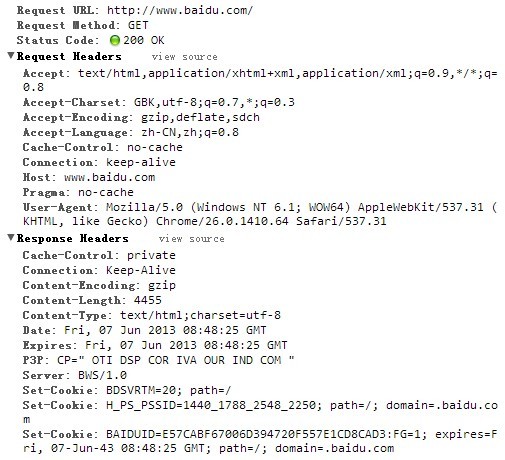 Request URL: http://www.baidu.com/
Request Method: GET
Status Code: 200 OK
Request Headers view source
Accept: text/html,application/xhtml+xml,application/xml;q=0.9,*/*;q=
0.8
Accept-Charset: GBK,utf-8;q=0.7,*;q=0.3
Accept-Encoding: gzip,deflate,sdch
Accept-Language: zh-CN,zh;q=0.8
Cache-Control: no-cache
Connection: keep-alive
Host: www.baidu.com
Pragma: no-cache
User-Agent: Mozilla/5.0 (Windows NT 6.1; WOW64) AppleWebKit/537.31 (
KHTML, like Gecko) Chrome/26.0.1410.64 Safari/537.31
Response Headers view source
Cache-Control: private
Connection: Keep-Alive
Content-Encoding: gzip
Content-Length: 4455
Content-Type: text/html;charset=utf-8
Date: Fri, 07 Jun 2013 08:48:25 GMT
Expires: Fri, 07 Jun 2013 08:48:25 GMT
P3P: CP=" OTI DSP COR IVA OUR IND COM "
Server: BWS/1.0
Set-Cookie: BDSVRTM=20; path=/
Set-Cookie: H_PS_PSSID=1440_1788_2548_2250; path=/; domain=.baidu.co
m
Set-Cookie: BAIDUID=E57CABF67006D394720F557E1CD8CAD3:FG=1; expires=F
ri, 07-Jun-43 08:48:25 GMT; path=/; domain=.baidu.com